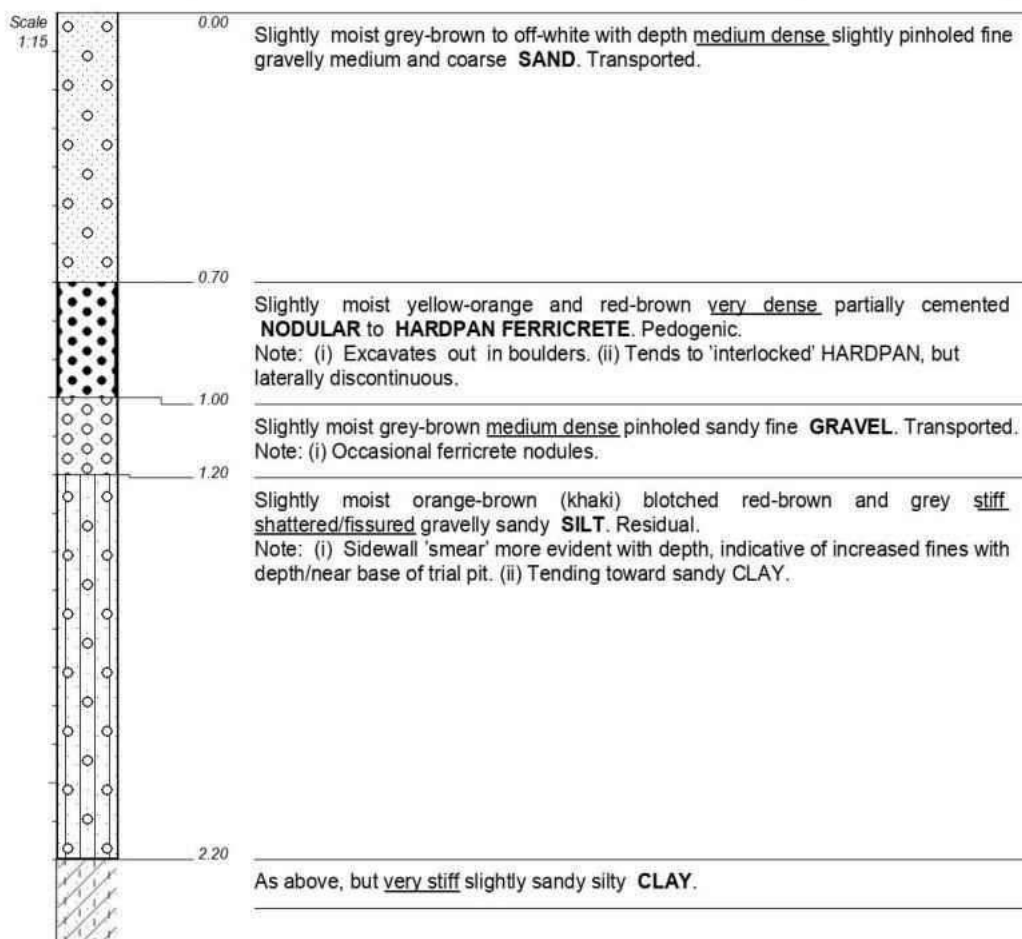 Scale
1:15
0.00
Slightly moist grey-brown to off-white with depth medium dense slightly pinholed fine
gravelly medium and coarse SAND. Transported.
0.70
Slightly moist yellow-orange and red-brown very dense partially cemented
NODULAR to HARDPAN FERRICRETE. Pedogenic.
Note: (i) Excavates out in boulders. (ii) Tends to 'interlocked' HARDPAN, but
laterally discontinuous.
1.00
Slightly moist grey-brown medium dense pinholed sandy fine GRAVEL. Transported.
Note: (i) Occasional ferricrete nodules.
1.20
Slightly moist orange-brown (khaki) blotched red-brown and grey stiff
shattered/fissured gravelly sandy SILT. Residual.
Note: (i) Sidewall 'smear' more evident with depth, indicative of increased fines with
depth/near base of trial pit. (ii) Tending toward sandy CLAY.
2.20
As above, but very stiff slightly sandy silty CLAY.